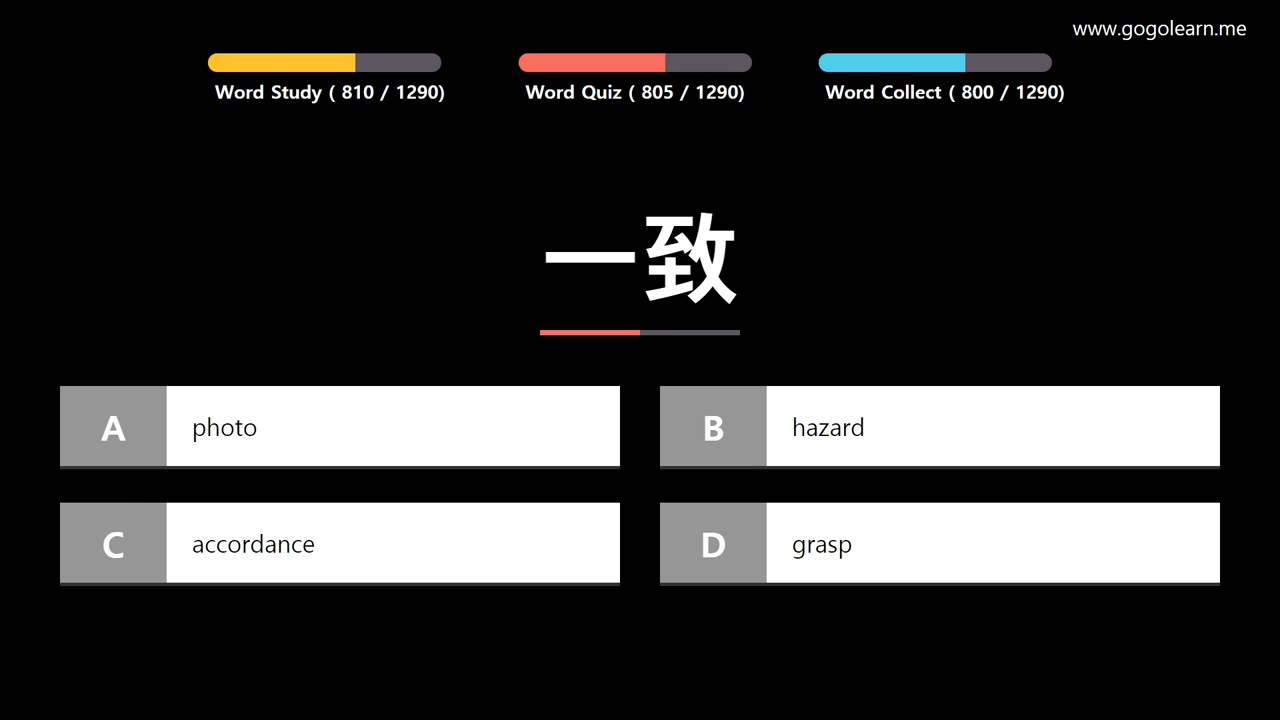 www.gogolearn.me
Word Study ( 810 / 1290)
Word Quiz ( 805 / 1290)
Word Collect ( 800 / 1290)
一致
A photo
B hazard
C accordance
D grasp